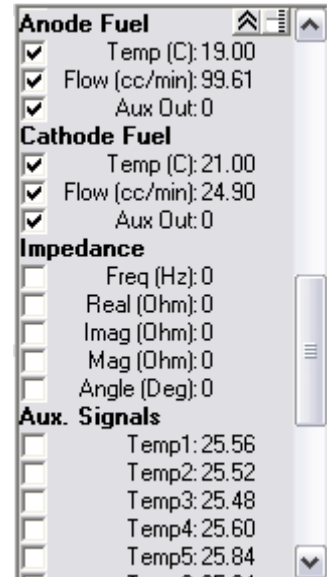 Anode Fuel
Temp (C): 19.00
Flow (cc/min): 99.61
Aux Out: 0
Cathode Fuel
Temp (C): 21.00
Flow (cc/min): 24.90
Aux Out: 0
Impedance
Freq (Hz): 0
Real (Ohm): 0
Imag (Ohm): 0
Mag (Ohm): 0
Angle (Deg): 0
Aux. Signals
Temp1: 25.56
Temp2: 25.52
Temp3: 25.48
Temp4: 25.60
Temp5: 25.84